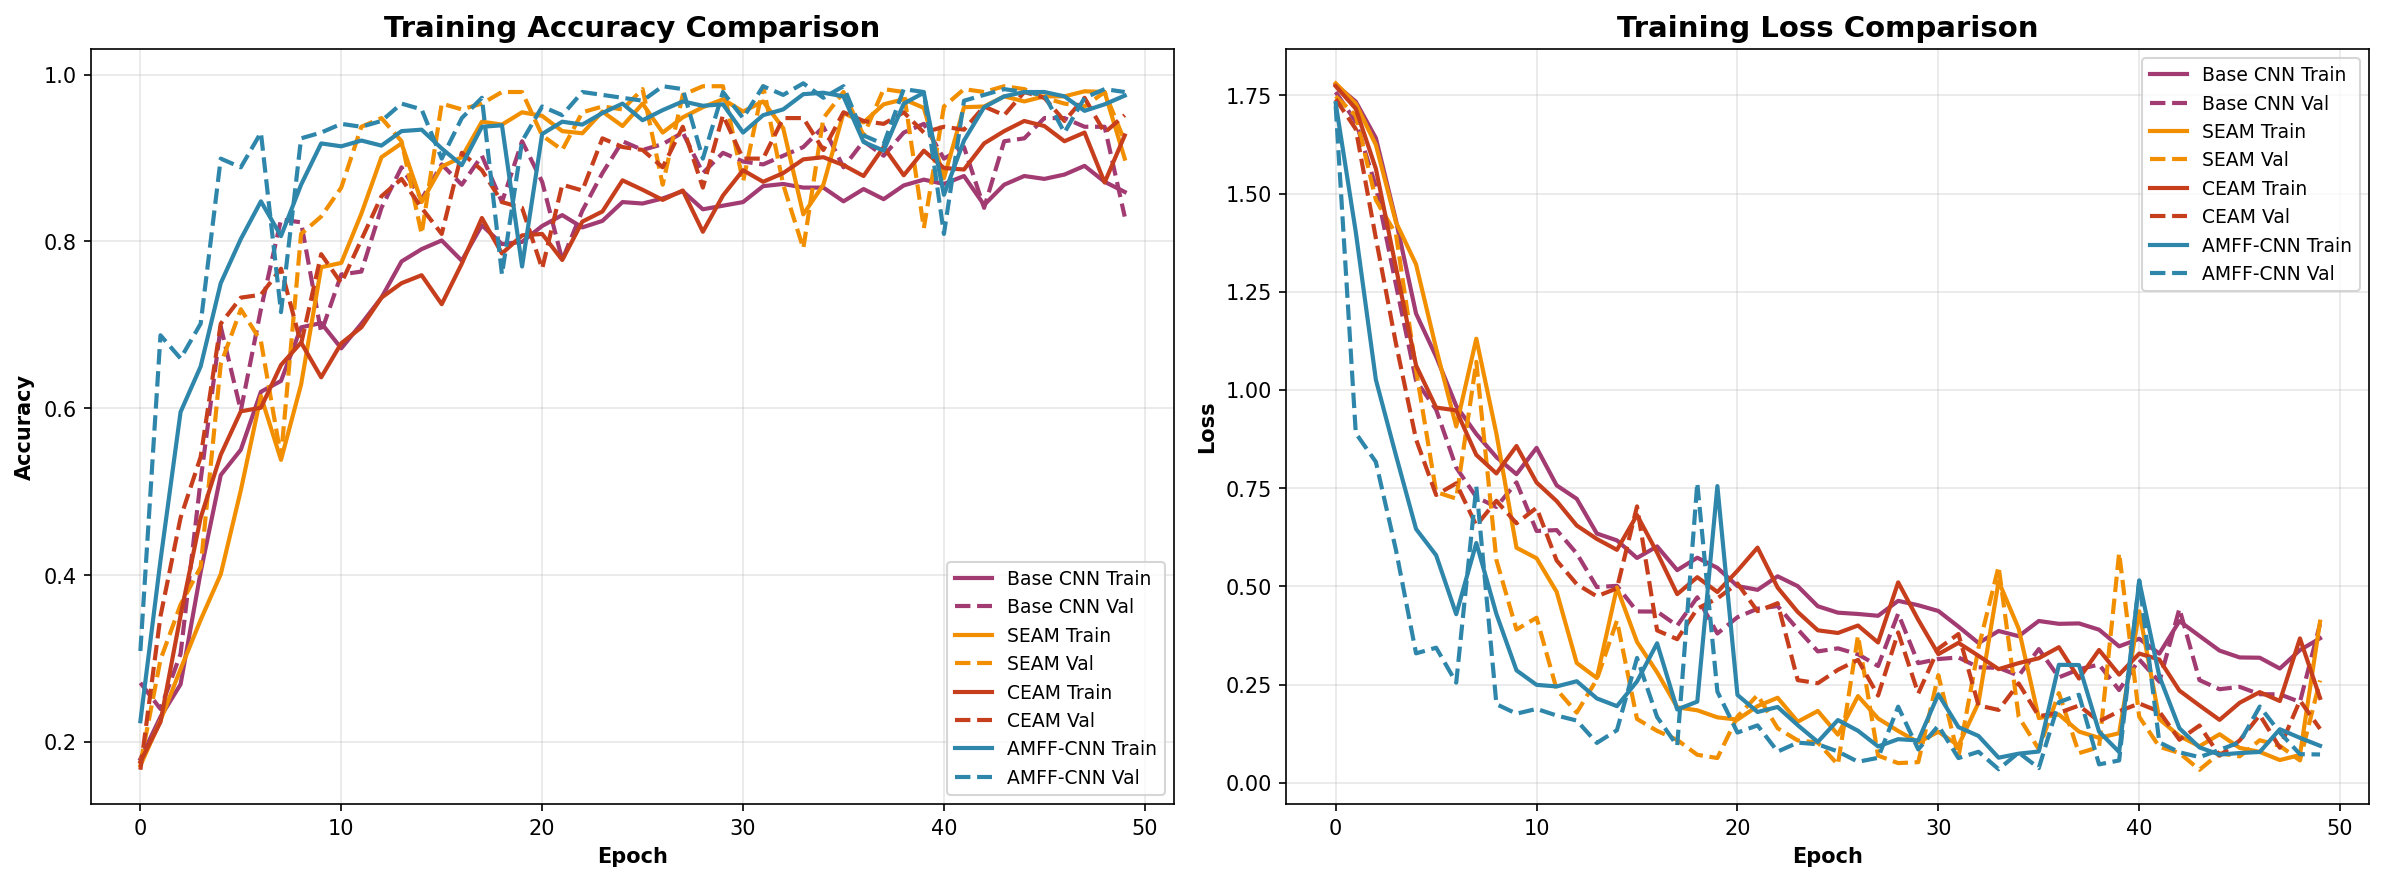 Training Accuracy Comparison
1.0
0.8
0.6
0.4
0.2
Accuracy
0 10 20 30 40 50
Epoch
Base CNN Train
Base CNN Val
SEAM Train
SEAM Val
CEAM Train
CEAM Val
AMFF-CNN Train
AMFF-CNN Val
Training Loss Comparison
1.75
1.50
1.25
1.00
0.75
0.50
0.25
0.00
Loss
0 10 20 30 40 50
Epoch
Base CNN Train
Base CNN Val
SEAM Train
SEAM Val
CEAM Train
CEAM Val
AMFF-CNN Train
AMFF-CNN Val